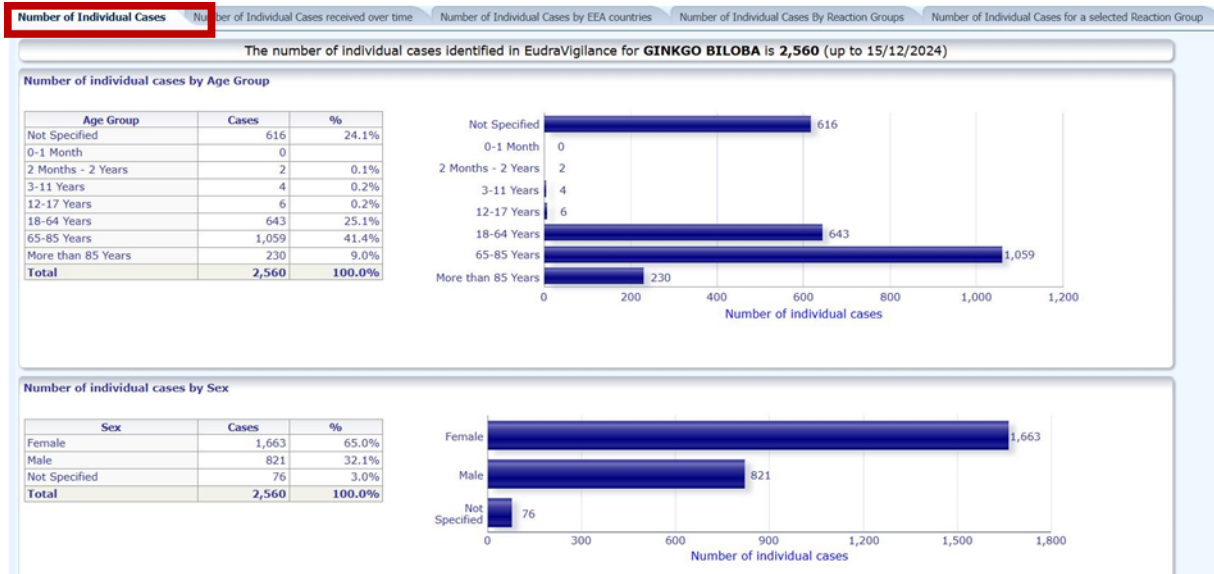 Number of Individual Cases
Number of Individual Cases received over time
Number of Individual Cases by EEA countries
Number of Individual Cases By Reaction Groups
Number of Individual Cases for a selected Reaction Group
The number of individual cases identified in EudraVigilance for GINKGO BILOBA is 2,560 (up to 15/12/2024)
Number of individual cases by Age Group
Age Group Cases %
Not Specified 616 24.1%
0-1 Month 0
2 Months - 2 Years 2 0.1%
3-11 Years 4 0.2%
12-17 Years 6 0.2%
18-64 Years 643 25.1%
65-85 Years 1,059 41.4%
More than 85 Years 230 9.0%
Total 2,560 100.0%
Not Specified 616
0-1 Month 0
2 Months - 2 Years 2
3-11 Years 4
12-17 Years 6
18-64 Years 643
65-85 Years 1,059
More than 85 Years 230
0 200 400 600 800 1,000 1,200
Number of individual cases
Number of individual cases by Sex
Sex Cases %
Female 1,663 65.0%
Male 821 32.1%
Not Specified 76 3.0%
Total 2,560 100.0%
Female 1,663
Male 821
Not
Specified 76
0 300 600 900 1,200 1,500 1,800
Number of individual cases